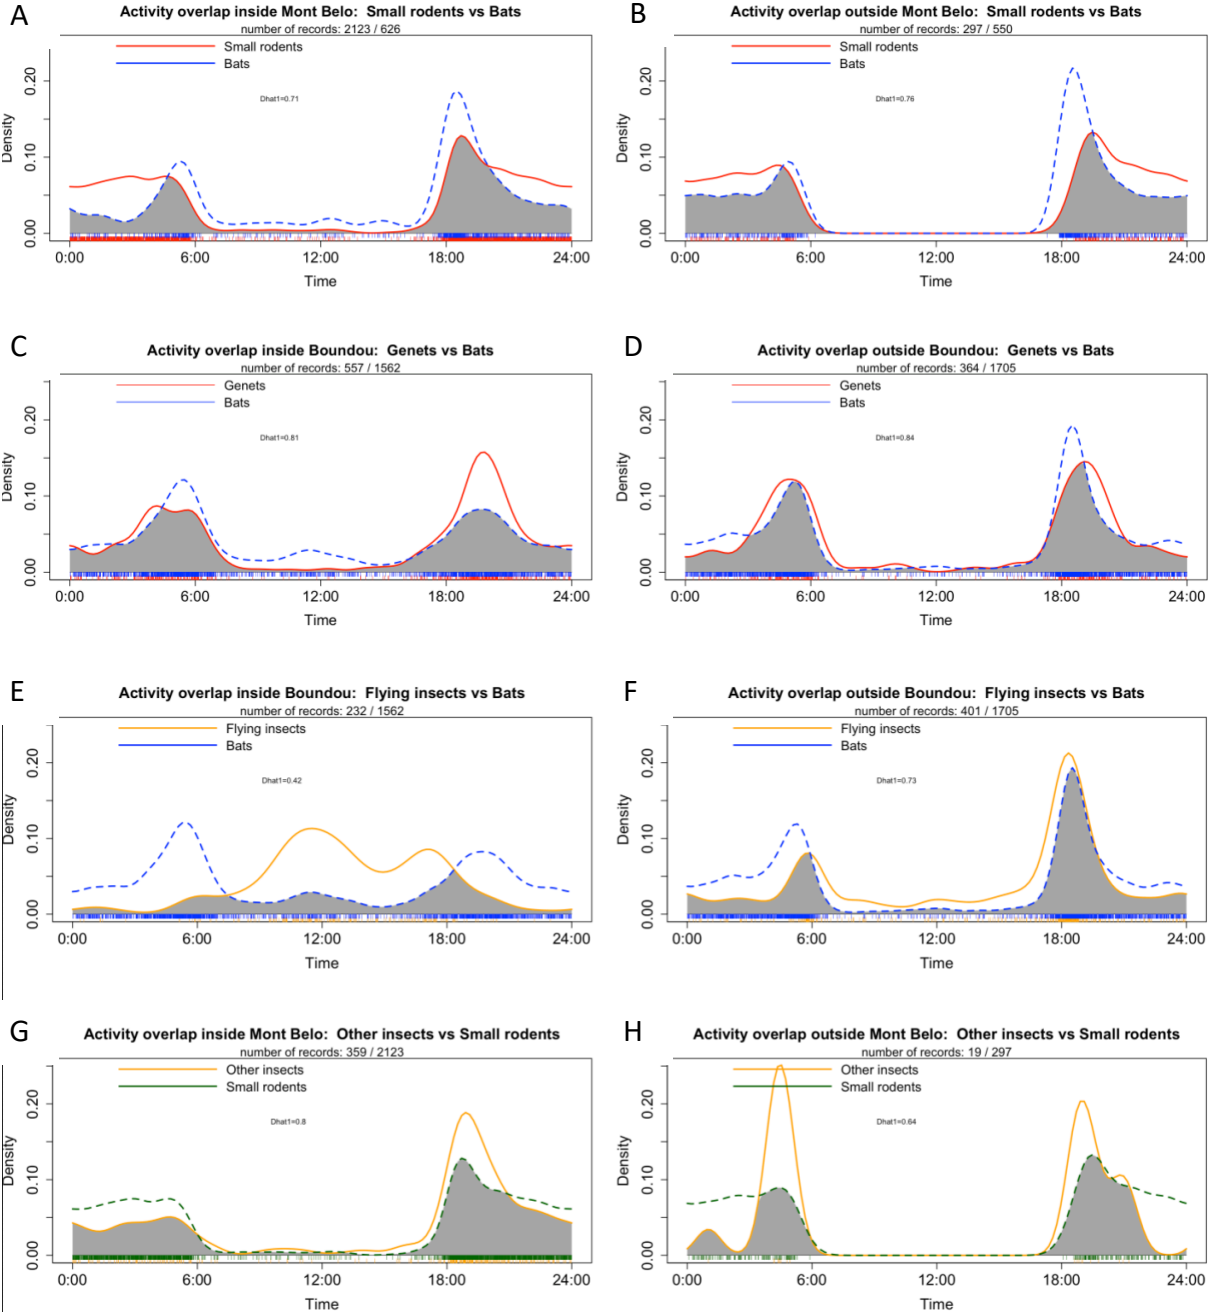 A
Activity overlap inside Mont Belo: Small rodents vs Bats
number of records: 2123 / 626
Small rodents
Bats
Dhat1=0.71
Density
0.20
0.10
0.00
0:00 6:00 12:00 18:00 24:00
Time
B
Activity overlap outside Mont Belo: Small rodents vs Bats
number of records: 297 / 550
Small rodents
Bats
Dhat1=0.76
Density
0.20
0.10
0.00
0:00 6:00 12:00 18:00 24:00
Time
C
Activity overlap inside Boundou: Genets vs Bats
number of records: 557 / 1562
Genets
Bats
Dhat1=0.81
Density
0.20
0.10
0.00
0:00 6:00 12:00 18:00 24:00
Time
D
Activity overlap outside Boundou: Genets vs Bats
number of records: 364 / 1705
Genets
Bats
Dhat1=0.84
Density
0.20
0.10
0.00
0:00 6:00 12:00 18:00 24:00
Time
E
Activity overlap inside Boundou: Flying insects vs Bats
number of records: 232 / 1562
Flying insects
Bats
Dhat1=0.42
Density
0.20
0.10
0.00
0:00 6:00 12:00 18:00 24:00
Time
F
Activity overlap outside Boundou: Flying insects vs Bats
number of records: 401 / 1705
Flying insects
Bats
Dhat1=0.73
Density
0.20
0.10
0.00
0:00 6:00 12:00 18:00 24:00
Time
G
Activity overlap inside Mont Belo: Other insects vs Small rodents
number of records: 359 / 2123
Other insects
Small rodents
Dhat1=0.8
Density
0.20
0.10
0.00
0:00 6:00 12:00 18:00 24:00
Time
H
Activity overlap outside Mont Belo: Other insects vs Small rodents
number of records: 19 / 297
Other insects
Small rodents
Dhat1=0.64
Density
0.20
0.10
0.00
0:00 6:00 12:00 18:00 24:00
Time